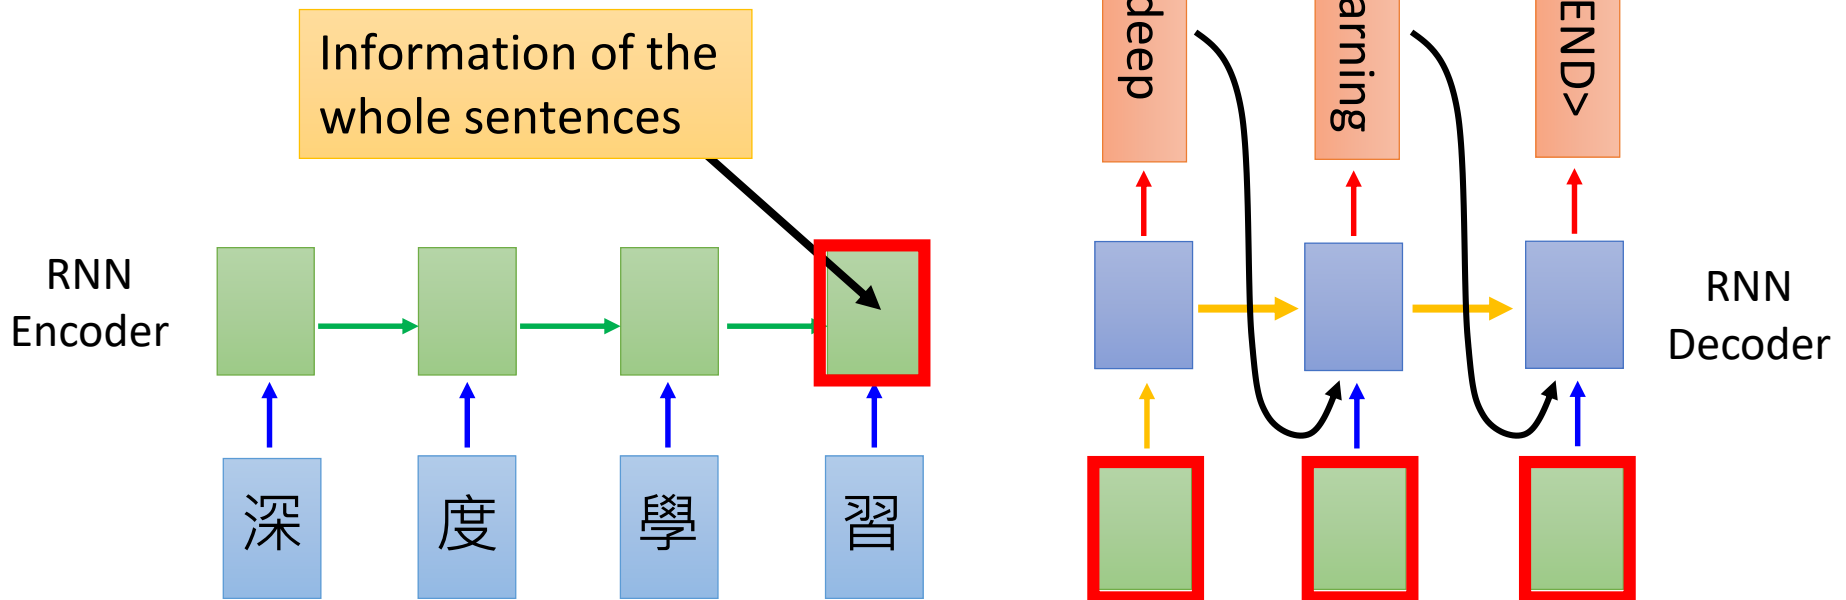 Information of the
whole sentences
RNN
Encoder
深
度
學
習
deep
arning
END>
RNN
Decoder